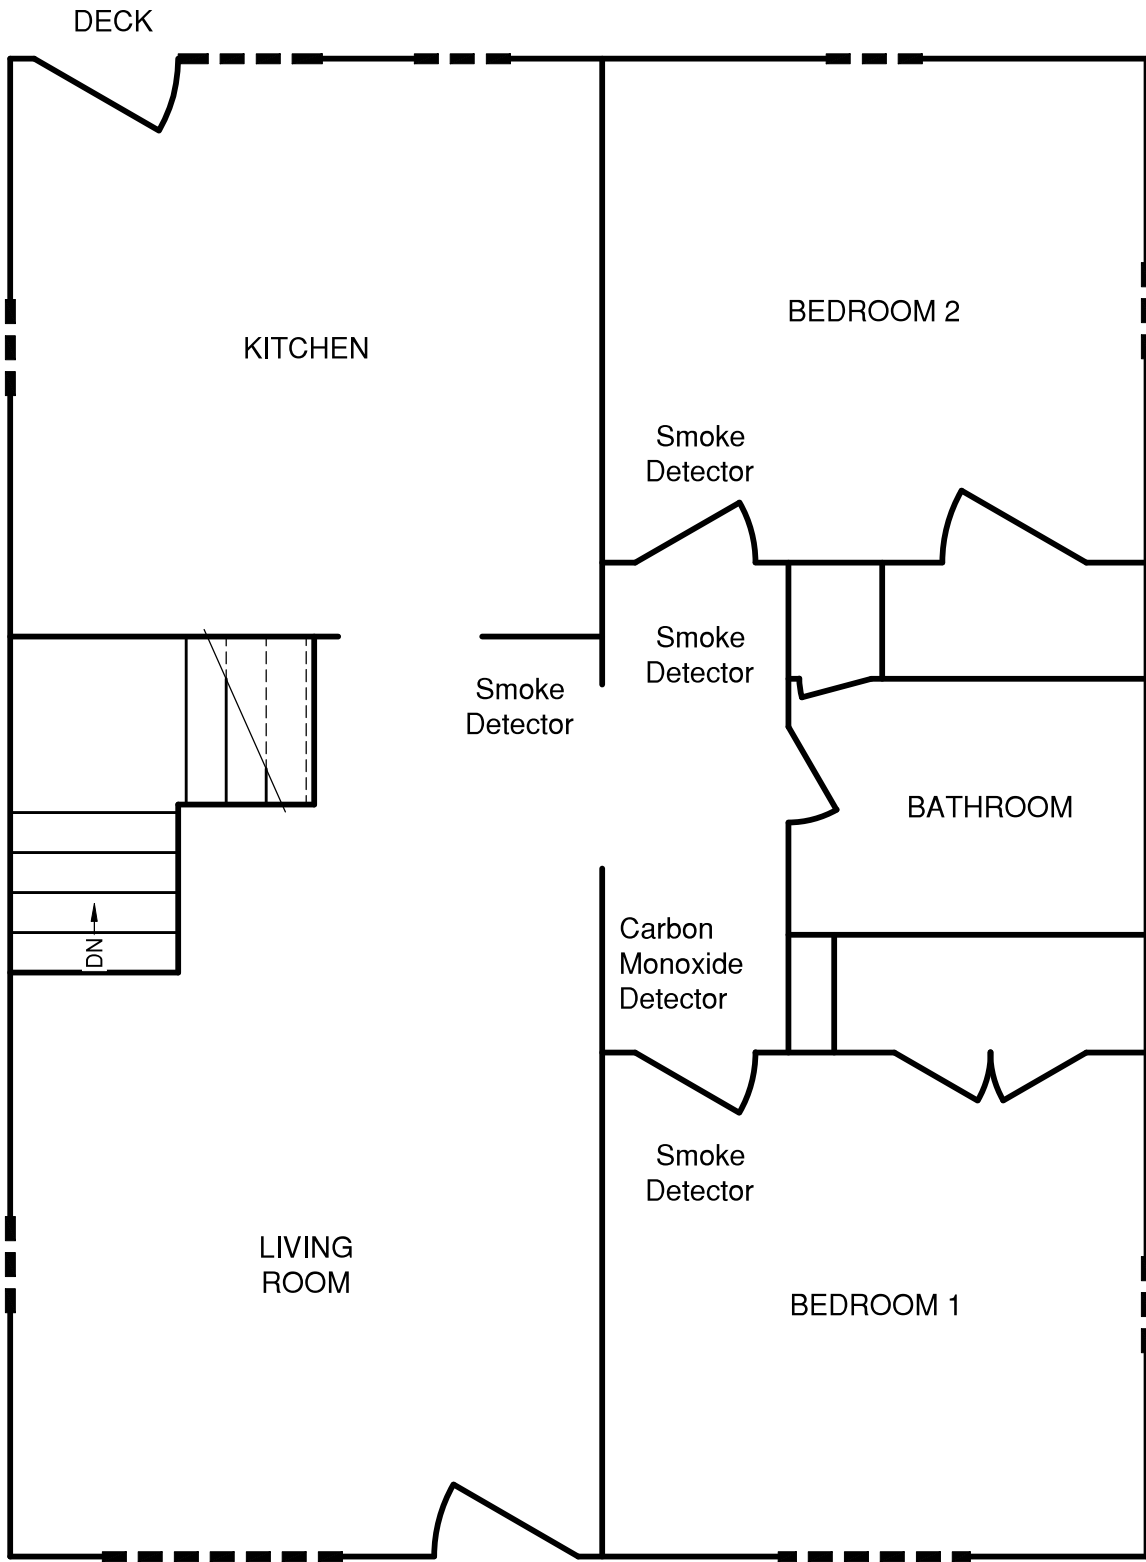 DECK
BEDROOM 2
KITCHEN
Smoke
Detector
Smoke
Detector
Smoke
Detector
BATHROOM
Carbon
Monoxide
Detector
DN
Smoke
Detector
LIVING
ROOM
BEDROOM 1